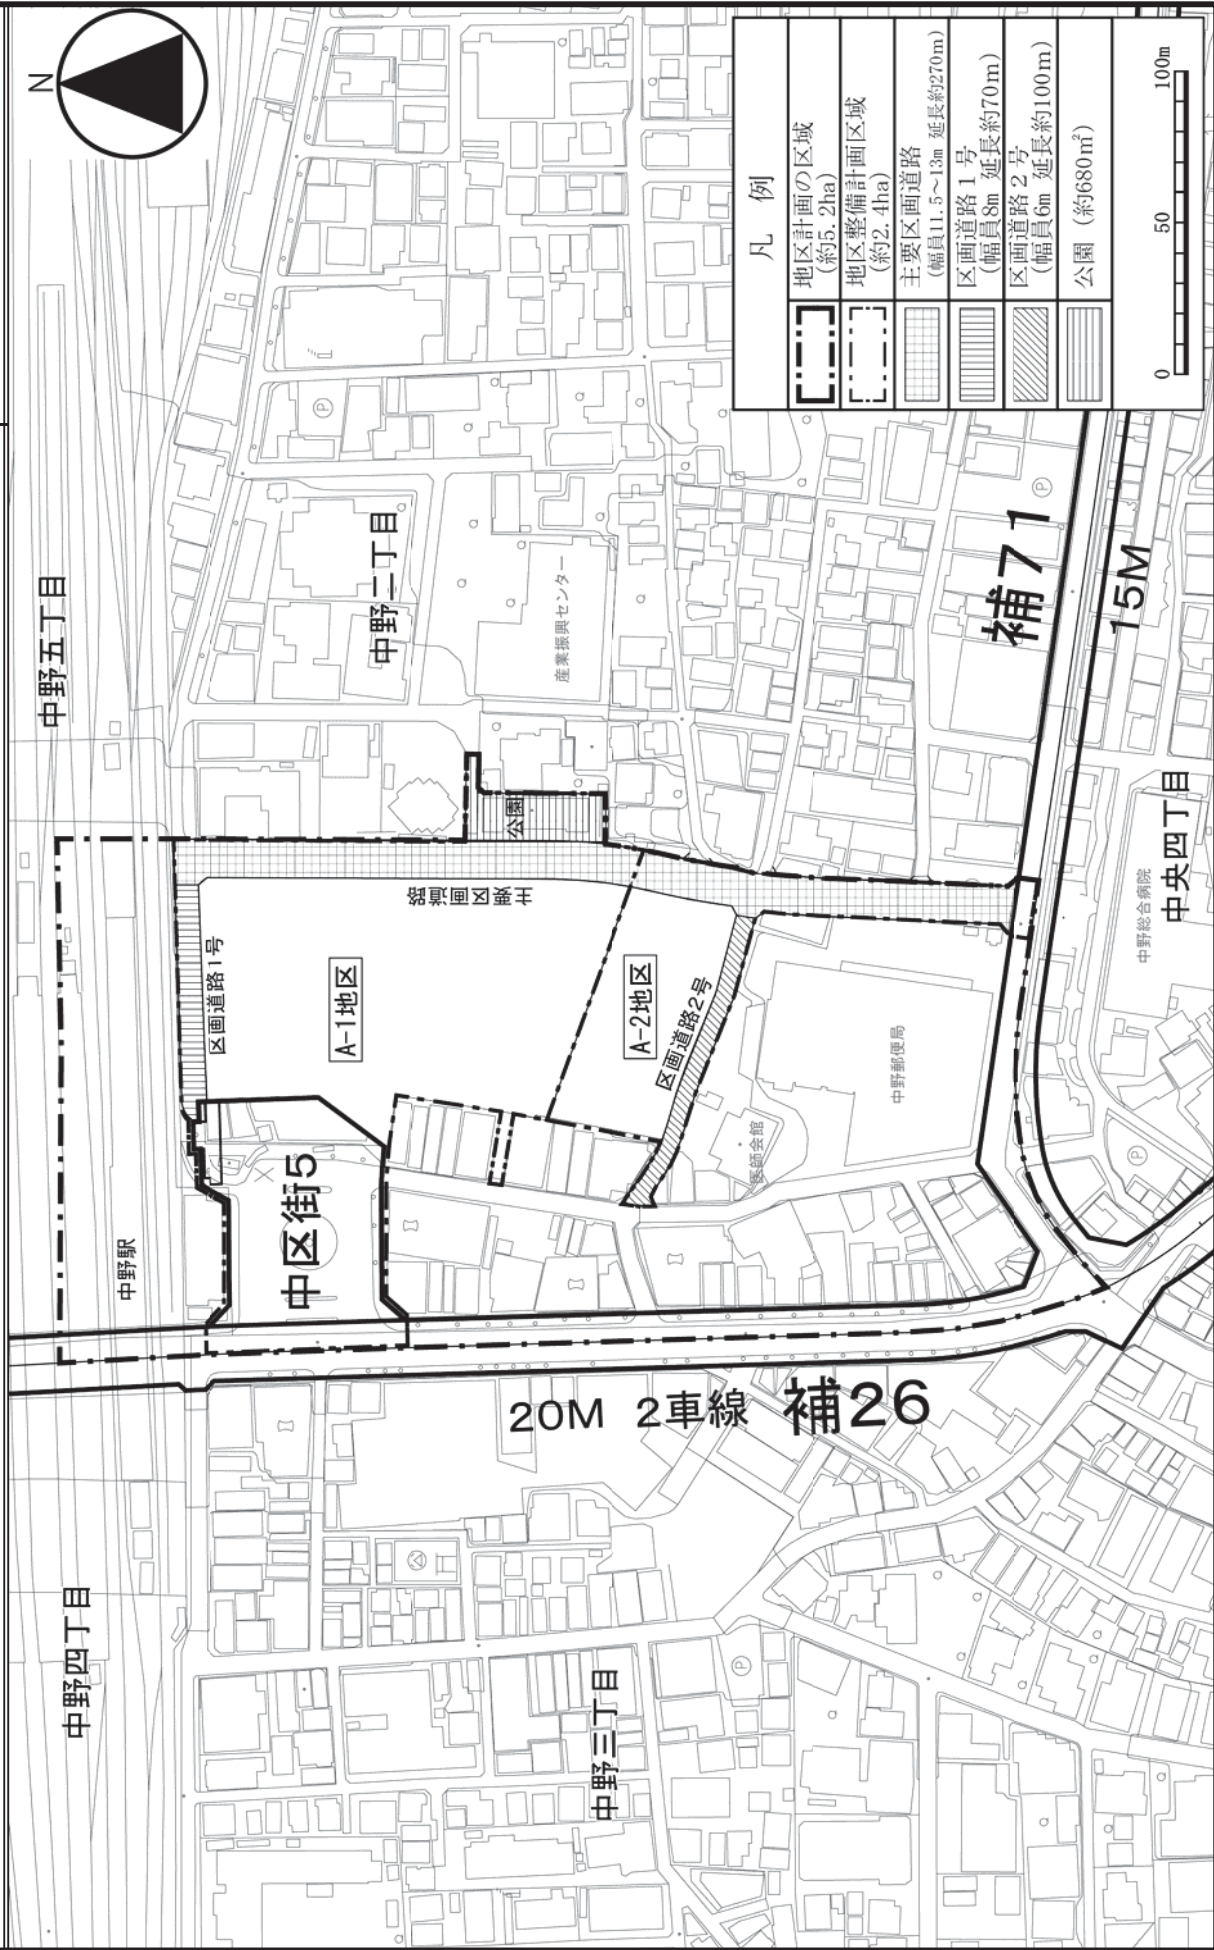 N
中野五丁目
中野四丁目
中野駅
中野二丁目
中野三丁目
中央四丁目
産業振興センター
公園
主要区画道路
区画道路1号
A-1地区
A-2地区
区画道路2号
中区街5
中野郵便局
医師会館
中野総合病院
補71
15M
20M 2車線 補26
P
P
P
P
凡 例
地区計画の区域
(約5.2ha)
地区整備計画区域
(約2.4ha)
主要区画道路
(幅員11.5~13m 延長約270m)
区画道路1号
(幅員8m 延長約70m)
区画道路2号
(幅員6m 延長約100m)
公園 (約680㎡)
0 50 100m